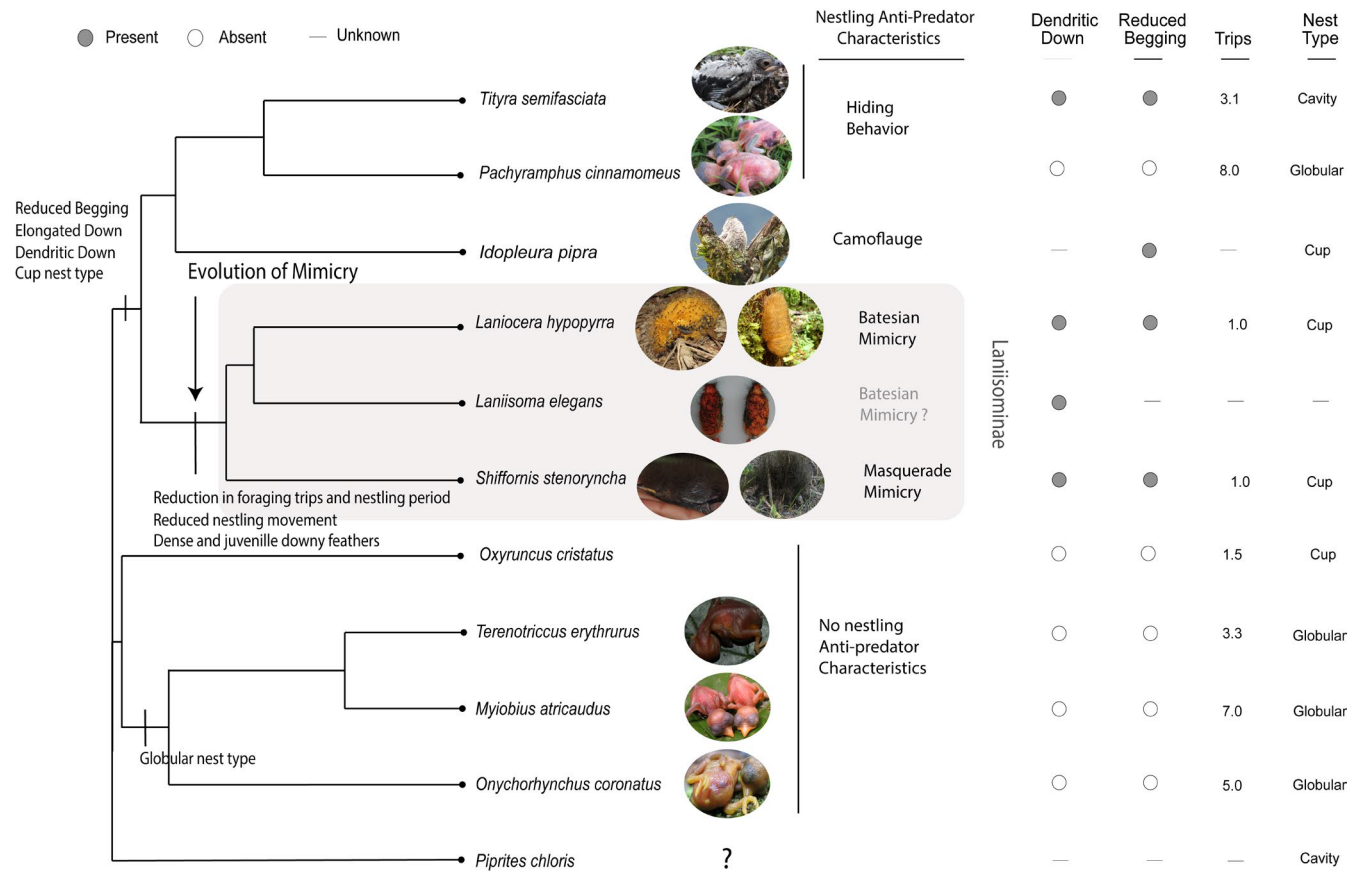 Present
Absent
— Unknown
Nestling Anti-Predator
Characteristics
Dendritic
Down
Reduced
Begging
Trips
Nest
Type
Tityra semifasciata
3.1
Cavity
Hiding
Behavior
Pachyramphus cinnamomeus
8.0
Globular
Reduced Begging
Elongated Down
Dendritic Down
Cup nest type
Idopleura pipra
Camoflauge
—
—
Cup
Evolution of Mimicry
Laniocera hypopyrra
Batesian
Mimicry
1.0
Cup
Laniisoma elegans
Batesian
Mimicry ?
—
—
—
Laniisominae
Shiffornis stenoryncha
Masquerade
Mimicry
1.0
Cup
Reduction in foraging trips and nestling period
Reduced nestling movement
Dense and juvenille downy feathers
Oxyruncus cristatus
1.5
Cup
Terenotriccus erythrurus
3.3
Globular
No nestling
Anti-predator
Characteristics
Myiobius atricaudus
7.0
Globular
Globular nest type
Onychorhynchus coronatus
5.0
Globular
Piprites chloris
?
—
—
—
Cavity